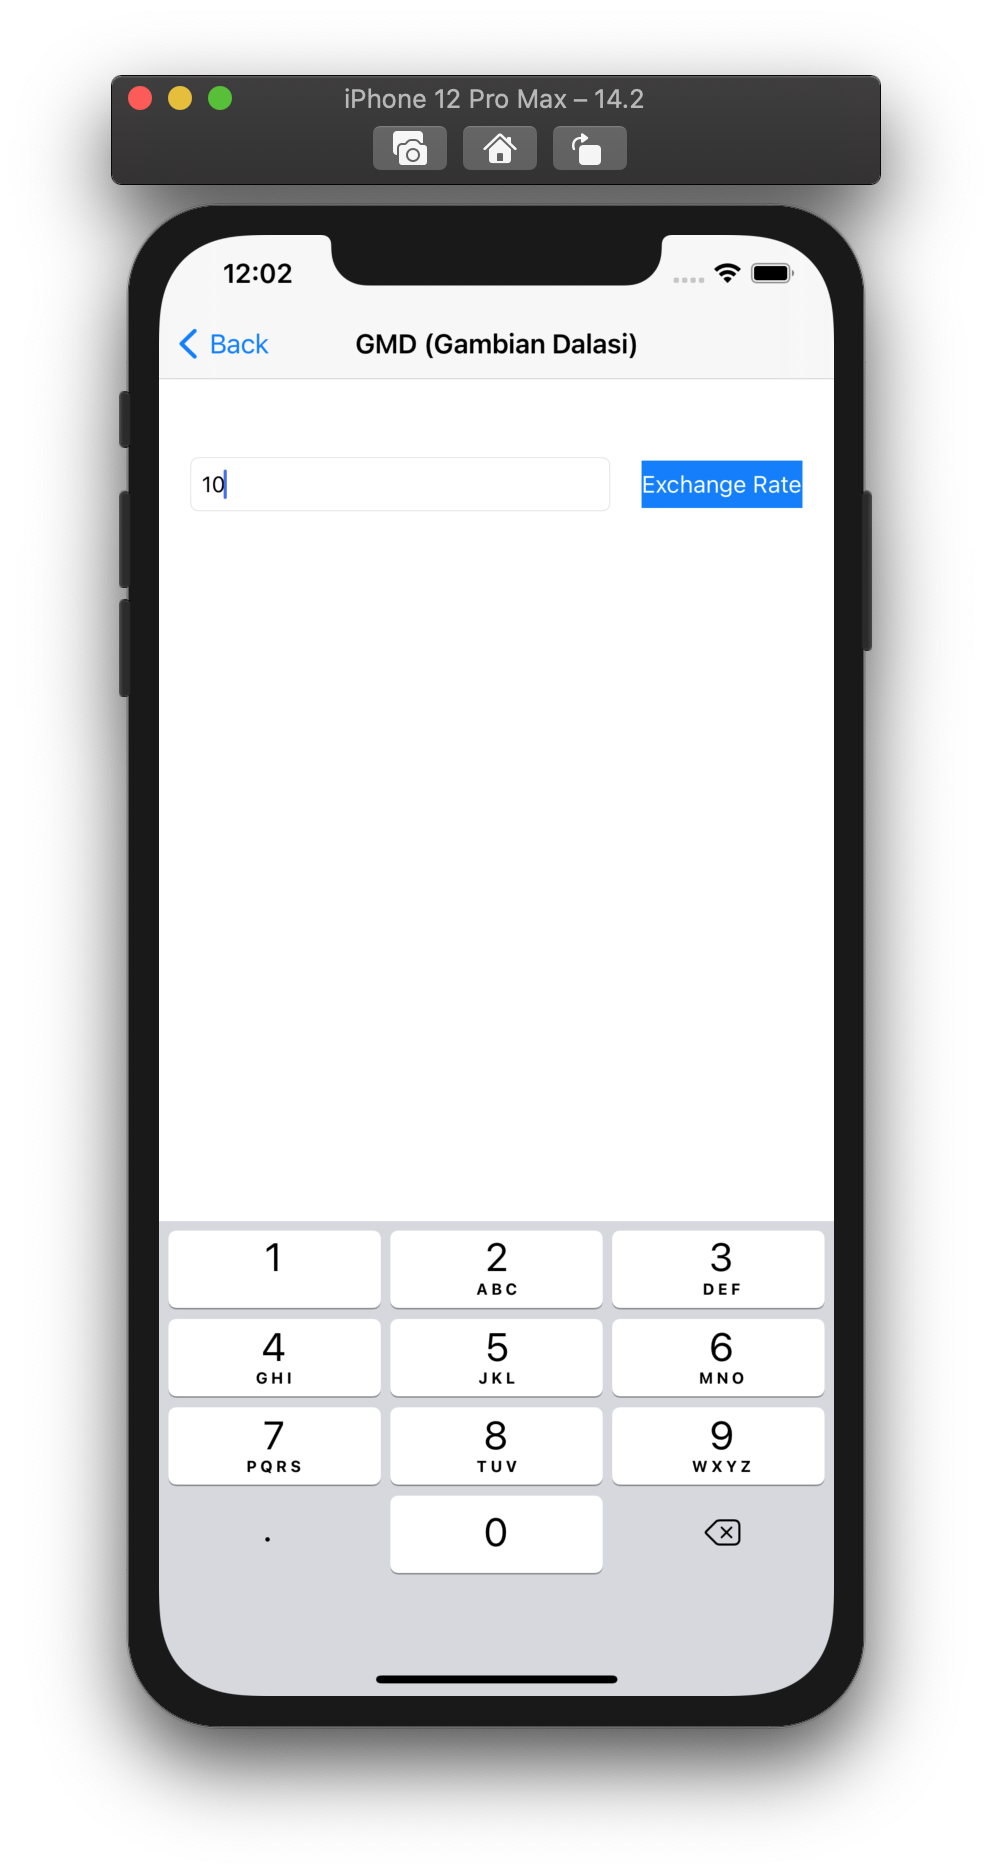 iPhone 12 Pro Max – 14.2
12:02
Back
GMD (Gambian Dalasi)
10
Exchange Rate
1
2
3
ABC
DEF
4
5
6
GHI
JKL
MNO
7
8
9
PQRS
TUV
WXYZ
.
0